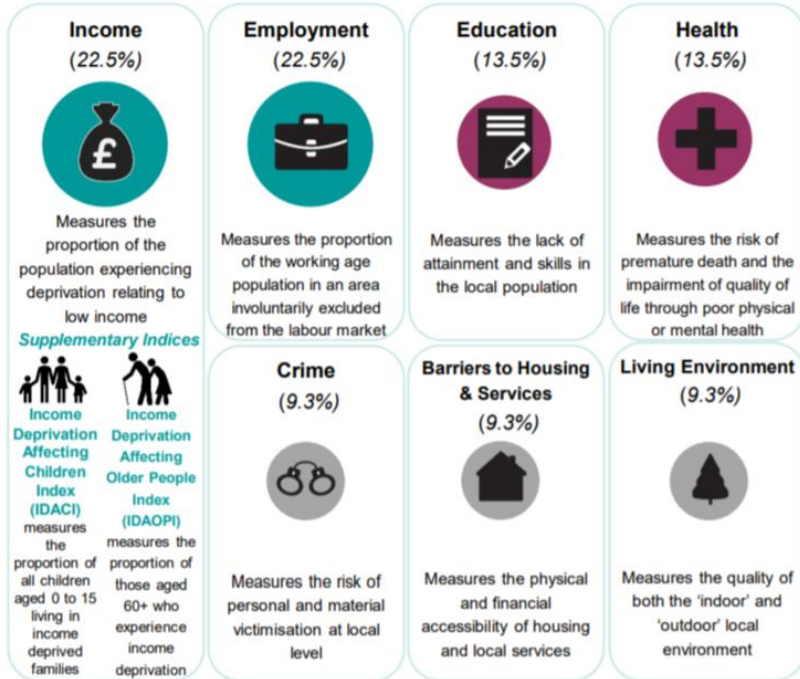 Income
(22.5%)
£
Measures the
proportion of the
population experiencing
deprivation relating to
low income
Supplementary Indices
Income
Deprivation
Affecting
Children
Index
(IDACI)
measures
the
proportion of
all children
aged 0 to 15
living in
income
deprived
families
Income
Deprivation
Affecting
Older People
Index
(IDAOPI)
measures the
proportion of
those aged
60+ who
experience
income
deprivation
Employment
(22.5%)
Measures the proportion
of the working age
population in an area
involuntarily excluded
from the labour market
Education
(13.5%)
Measures the lack of
attainment and skills in
the local population
Health
(13.5%)
Measures the risk of
premature death and the
impairment of quality of
life through poor physical
or mental health
Crime
(9.3%)
Measures the risk of
personal and material
victimisation at local
level
Barriers to Housing
& Services
(9.3%)
Measures the physical
and financial
accessibility of housing
and local services
Living Environment
(9.3%)
Measures the quality of
both the ‘indoor’ and
‘outdoor’ local
environment